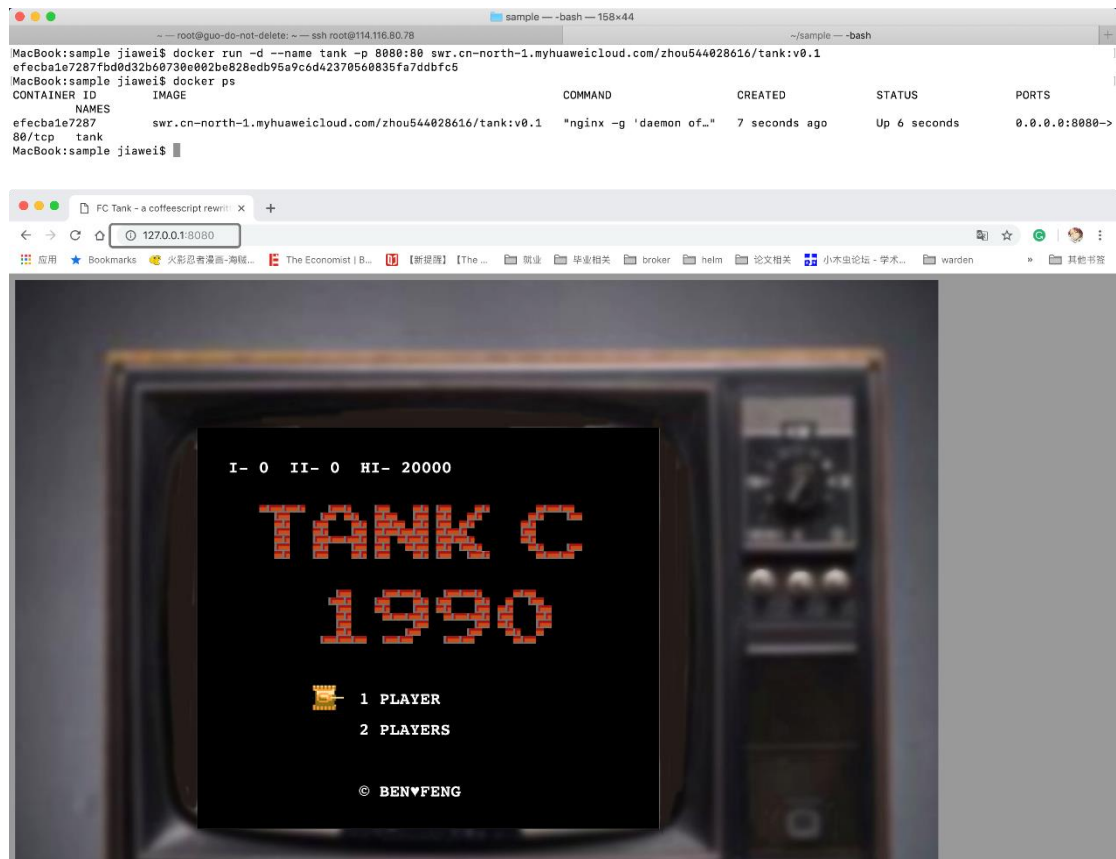 sample — -bash — 158×44
~ — root@guo-do-not-delete: ~ — ssh root@114.116.80.78
~/sample — -bash
+
MacBook:sample jiawei$ docker run -d --name tank -p 8080:80 swr.cn-north-1.myhuaweicloud.com/zhou544028616/tank:v0.1
efecba1e7287fbd0d32b60730e002be828edb95a9c6d42370560835fa7ddbfc5
MacBook:sample jiawei$ docker ps
CONTAINER ID IMAGE COMMAND CREATED STATUS PORTS
NAMES
efecba1e7287 swr.cn-north-1.myhuaweicloud.com/zhou544028616/tank:v0.1 "nginx -g 'daemon of…" 7 seconds ago Up 6 seconds 0.0.0.0:8080->
80/tcp tank
MacBook:sample jiawei$
FC Tank - a coffeescript rewrit
127.0.0.1:8080
应用 Bookmarks 火影忍者漫画-海贼... The Economist | B... 【新提醒】【The ... 就业 毕业相关 broker helm 论文相关 小木虫论坛 - 学术... warden » 其他书签
I- 0 II- 0 HI- 20000
TANK C
1990
1 PLAYER
2 PLAYERS
© BEN♥FENG